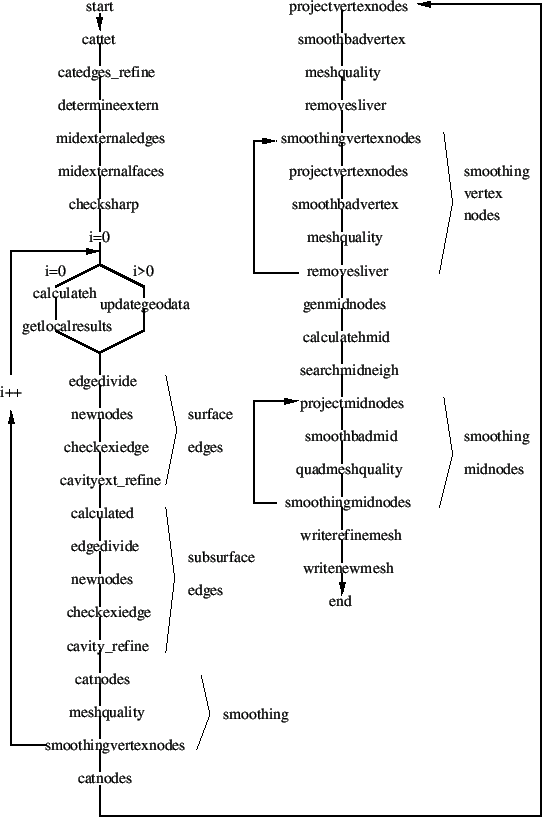 start
cattet
catedges_refine
determineextern
midexternaledges
midexternalfaces
checksharp
i=0
i=0
i>0
calculateh
updategeodata
getlocalresults
i++
edgedivide
newnodes
checkexiedge
cavityext_refine
surface
edges
calculated
edgedivide
newnodes
checkexiedge
cavity_refine
subsurface
edges
catnodes
meshquality
smoothingvertexnodes
smoothing
catnodes
projectvertexnodes
smoothbadvertex
meshquality
removesliver
smoothingvertexnodes
projectvertexnodes
smoothbadvertex
meshquality
removesliver
smoothing
vertex
nodes
genmidnodes
calculatehmid
searchmidneigh
projectmidnodes
smoothbadmid
quadmeshquality
smoothingmidnodes
smoothing
midnodes
writerefinemesh
writenewmesh
end